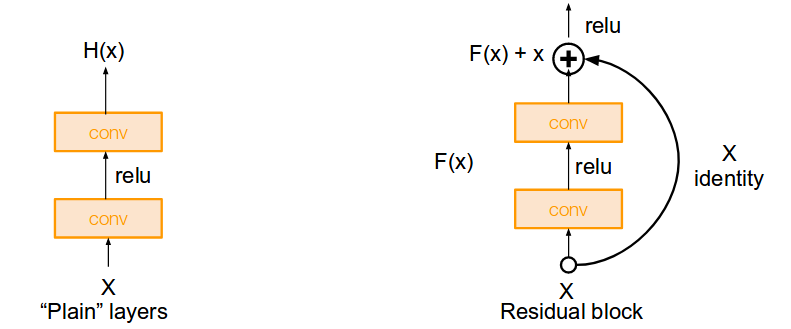 H(x)
conv
relu
conv
X
“Plain” layers
relu
F(x) + x
conv
F(x)
relu
X
identity
conv
X
Residual block